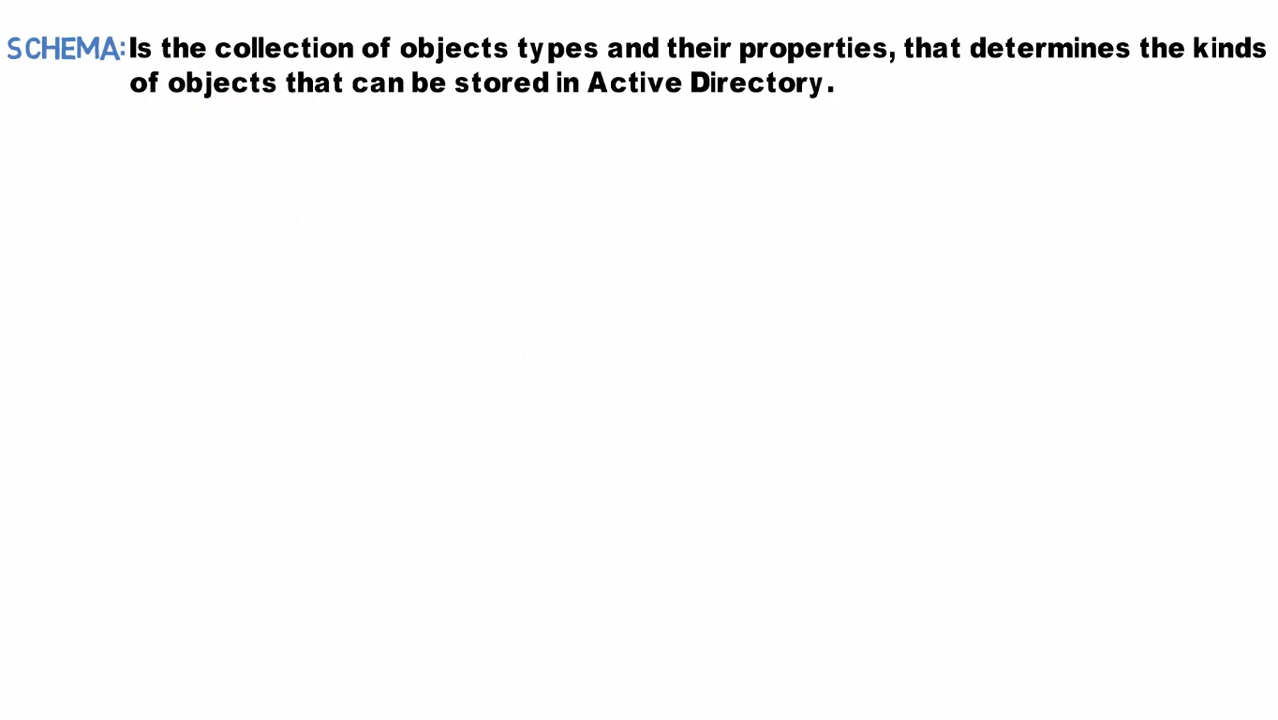 SCHEMA: Is the collection of objects types and their properties, that determines the kinds
of objects that can be stored in Active Directory.